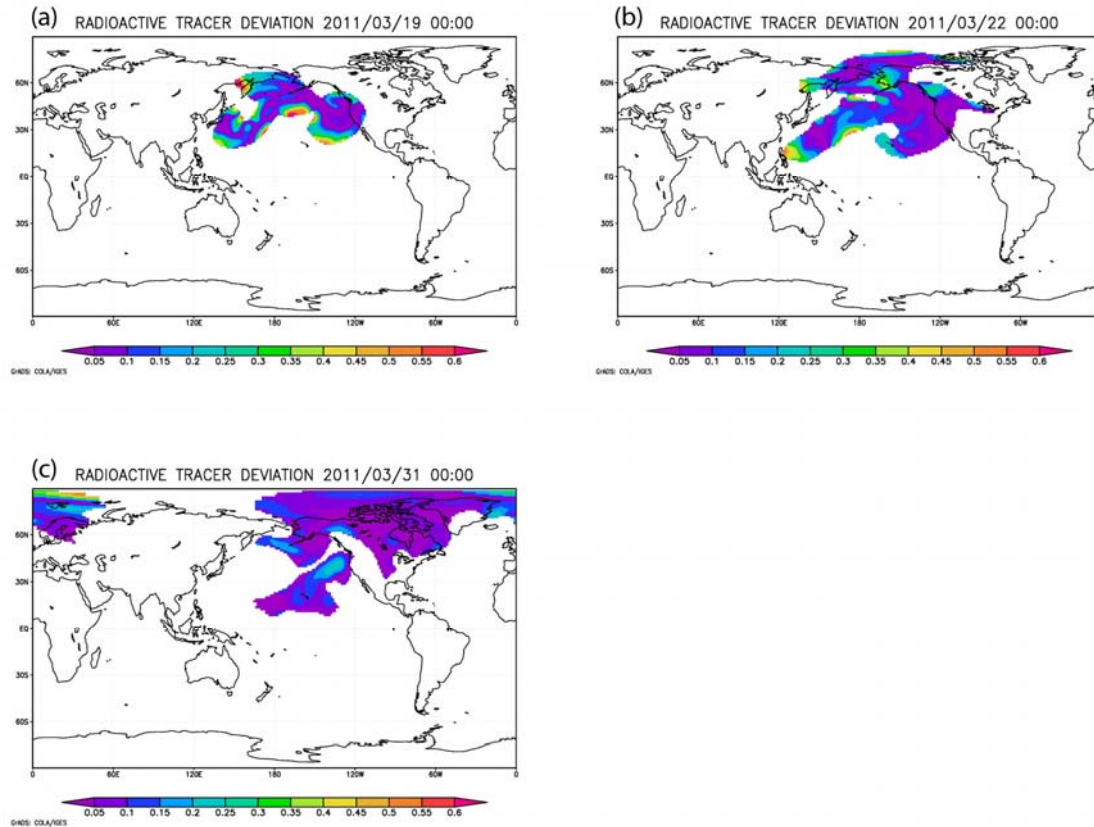 (a)
RADIOACTIVE TRACER DEVIATION 2011/03/19 00:00
60N
30N
EQ
30S
60S
0 60E 120E 180 120W 60W 0
0.05 0.1 0.15 0.2 0.25 0.3 0.35 0.4 0.45 0.5 0.55 0.6
GrADS: COLA/IGES
(b)
RADIOACTIVE TRACER DEVIATION 2011/03/22 00:00
60N
30N
EQ
30S
60S
0 60E 120E 180 120W 60W 0
0.05 0.1 0.15 0.2 0.25 0.3 0.35 0.4 0.45 0.5 0.55 0.6
GrADS: COLA/IGES
(c)
RADIOACTIVE TRACER DEVIATION 2011/03/31 00:00
60N
30N
EQ
30S
60S
0 60E 120E 180 120W 60W 0
0.05 0.1 0.15 0.2 0.25 0.3 0.35 0.4 0.45 0.5 0.55 0.6
GrADS: COLA/IGES